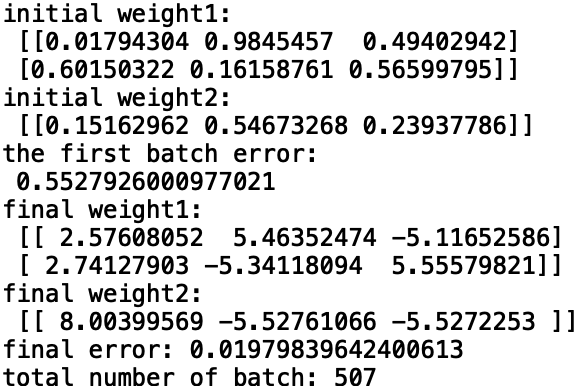 initial weight1:
[[0.01794304 0.9845457  0.49402942]
[0.60150322 0.16158761 0.56599795]]
initial weight2:
[[0.15162962 0.54673268 0.23937786]]
the first batch error:
0.5527926000977021
final weight1:
[[ 2.57608052  5.46352474 -5.11652586]
[ 2.74127903 -5.34118094  5.55579821]]
final weight2:
[[ 8.00399569 -5.52761066 -5.5272253 ]]
final error: 0.01979839642400613
total number of batch: 507